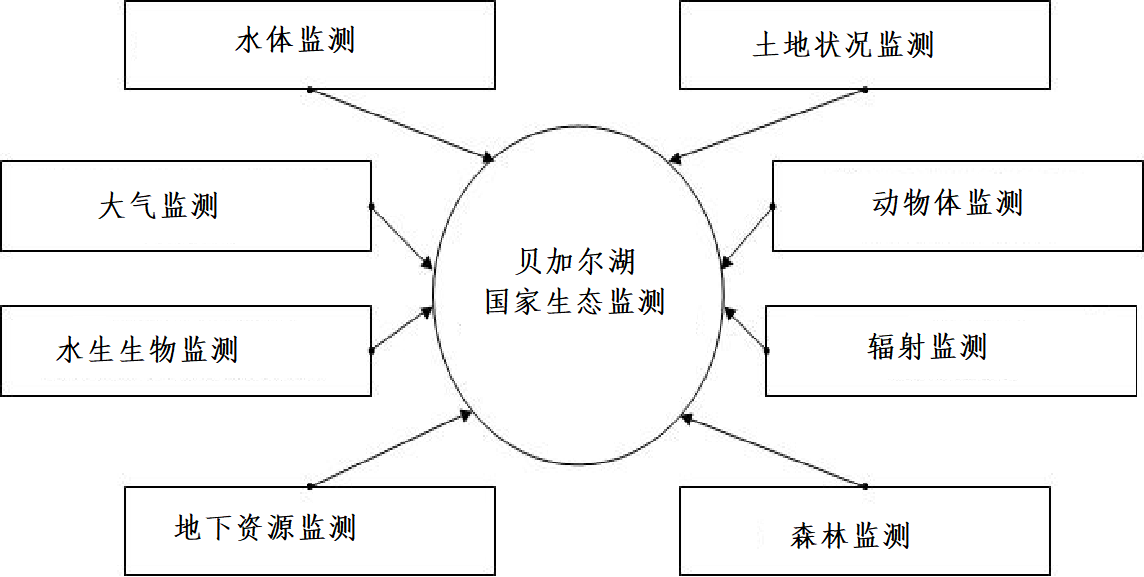 水体监测
土地状况监测
大气监测
动物体监测
贝加尔湖
国家生态监测
水生生物监测
辐射监测
地下资源监测
森林监测